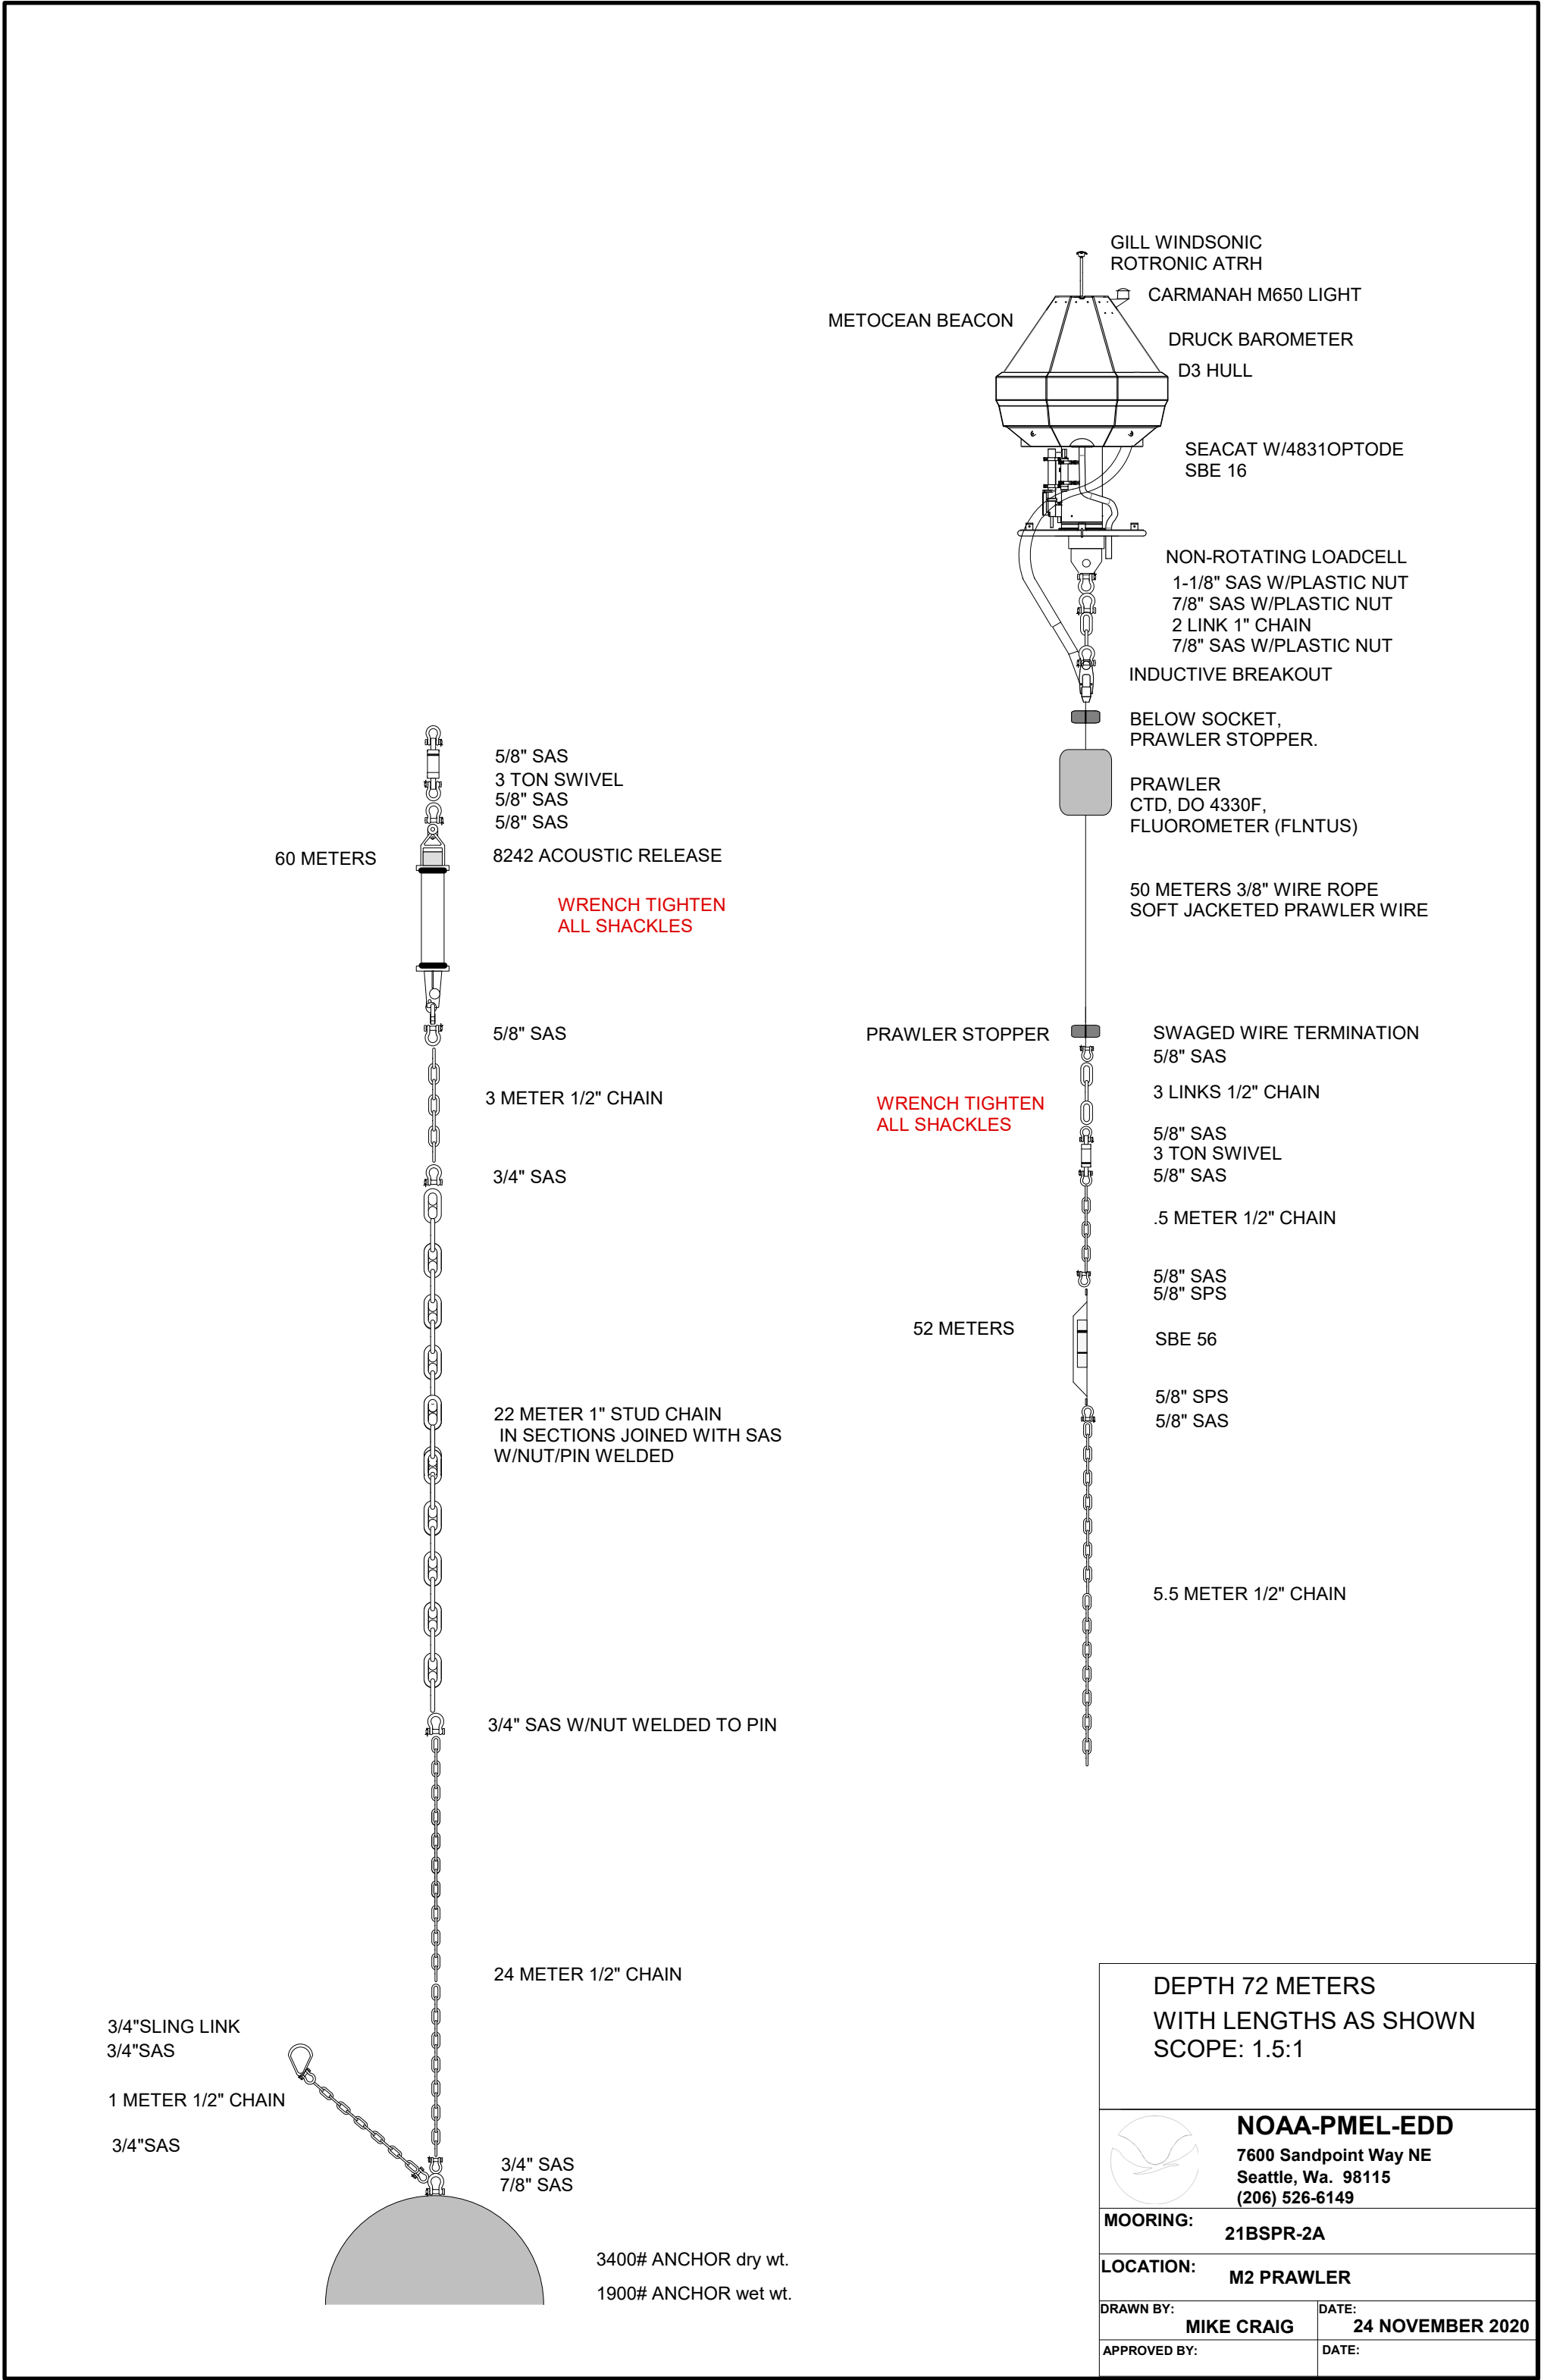 GILL WINDSONIC
ROTRONIC ATRH
CARMANAH M650 LIGHT
METOCEAN BEACON
DRUCK BAROMETER
D3 HULL
SEACAT W/4831OPTODE
SBE 16
NON-ROTATING LOADCELL
1-1/8" SAS W/PLASTIC NUT
7/8" SAS W/PLASTIC NUT
2 LINK 1" CHAIN
7/8" SAS W/PLASTIC NUT
INDUCTIVE BREAKOUT
BELOW SOCKET,
PRAWLER STOPPER.
PRAWLER
CTD, DO 4330F,
FLUOROMETER (FLNTUS)
50 METERS 3/8" WIRE ROPE
SOFT JACKETED PRAWLER WIRE
PRAWLER STOPPER
SWAGED WIRE TERMINATION
5/8" SAS
3 LINKS 1/2" CHAIN
WRENCH TIGHTEN
ALL SHACKLES
5/8" SAS
3 TON SWIVEL
5/8" SAS
.5 METER 1/2" CHAIN
5/8" SAS
5/8" SPS
52 METERS
SBE 56
5/8" SPS
5/8" SAS
5.5 METER 1/2" CHAIN
5/8" SAS
3 TON SWIVEL
5/8" SAS
5/8" SAS
60 METERS
8242 ACOUSTIC RELEASE
WRENCH TIGHTEN
ALL SHACKLES
5/8" SAS
3 METER 1/2" CHAIN
3/4" SAS
22 METER 1" STUD CHAIN
IN SECTIONS JOINED WITH SAS
W/NUT/PIN WELDED
3/4" SAS W/NUT WELDED TO PIN
24 METER 1/2" CHAIN
3/4"SLING LINK
3/4"SAS
1 METER 1/2" CHAIN
3/4"SAS
3/4" SAS
7/8" SAS
3400# ANCHOR dry wt.
1900# ANCHOR wet wt.
DEPTH 72 METERS
WITH LENGTHS AS SHOWN
SCOPE: 1.5:1
NOAA-PMEL-EDD
7600 Sandpoint Way NE
Seattle, Wa. 98115
(206) 526-6149
MOORING: 21BSPR-2A
LOCATION: M2 PRAWLER
DRAWN BY: MIKE CRAIG
DATE: 24 NOVEMBER 2020
APPROVED BY:
DATE: